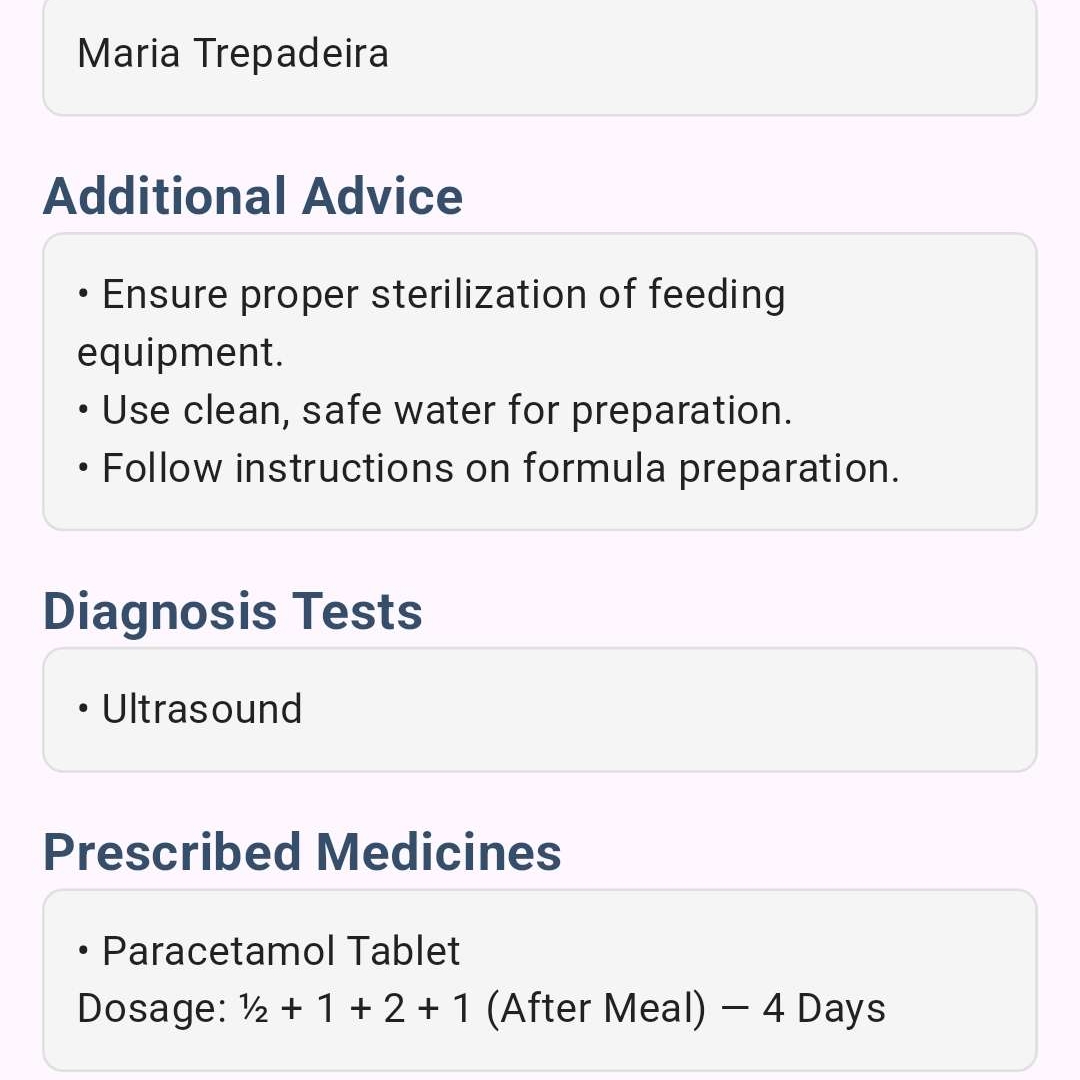 Maria Trepadeira
Additional Advice
• Ensure proper sterilization of feeding
equipment.
• Use clean, safe water for preparation.
• Follow instructions on formula preparation.
Diagnosis Tests
• Ultrasound
Prescribed Medicines
• Paracetamol Tablet
Dosage: ½ + 1 + 2 + 1 (After Meal) — 4 Days